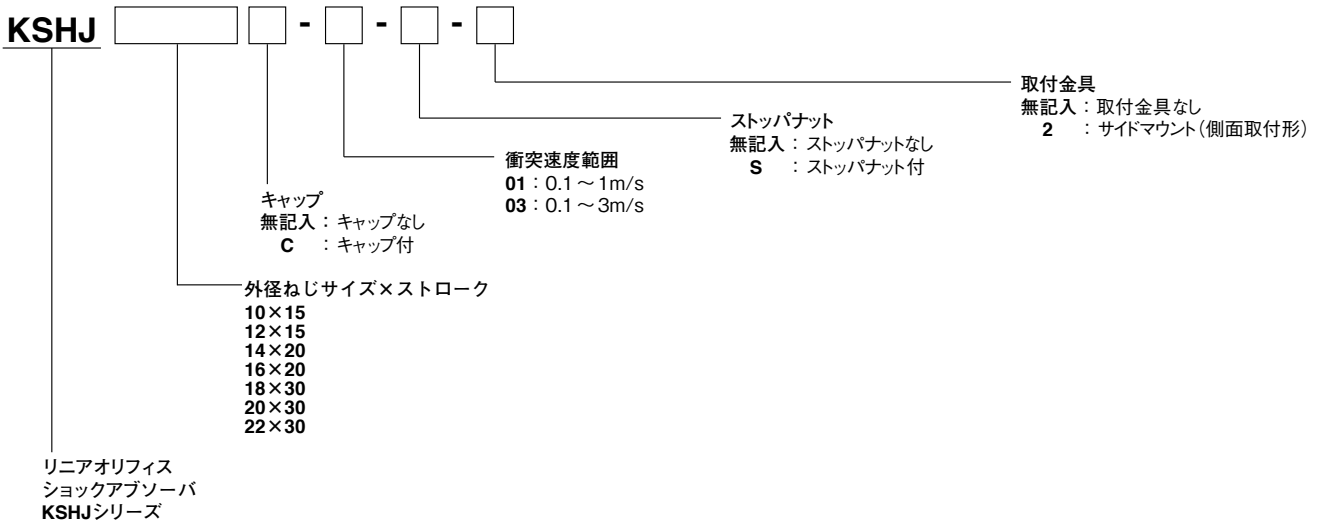 KSHJ - - -
取付金具
無記入：取付金具なし
2 ：サイドマウント（側面取付形）
ストッパナット
無記入：ストッパナットなし
S ：ストッパナット付
衝突速度範囲
01：0.1～1m/s
03：0.1～3m/s
キャップ
無記入：キャップなし
C ：キャップ付
外径ねじサイズ×ストローク
10×15
12×15
14×20
16×20
18×30
20×30
22×30
リニアオリフィス
ショックアブソーバ
KSHJシリーズ